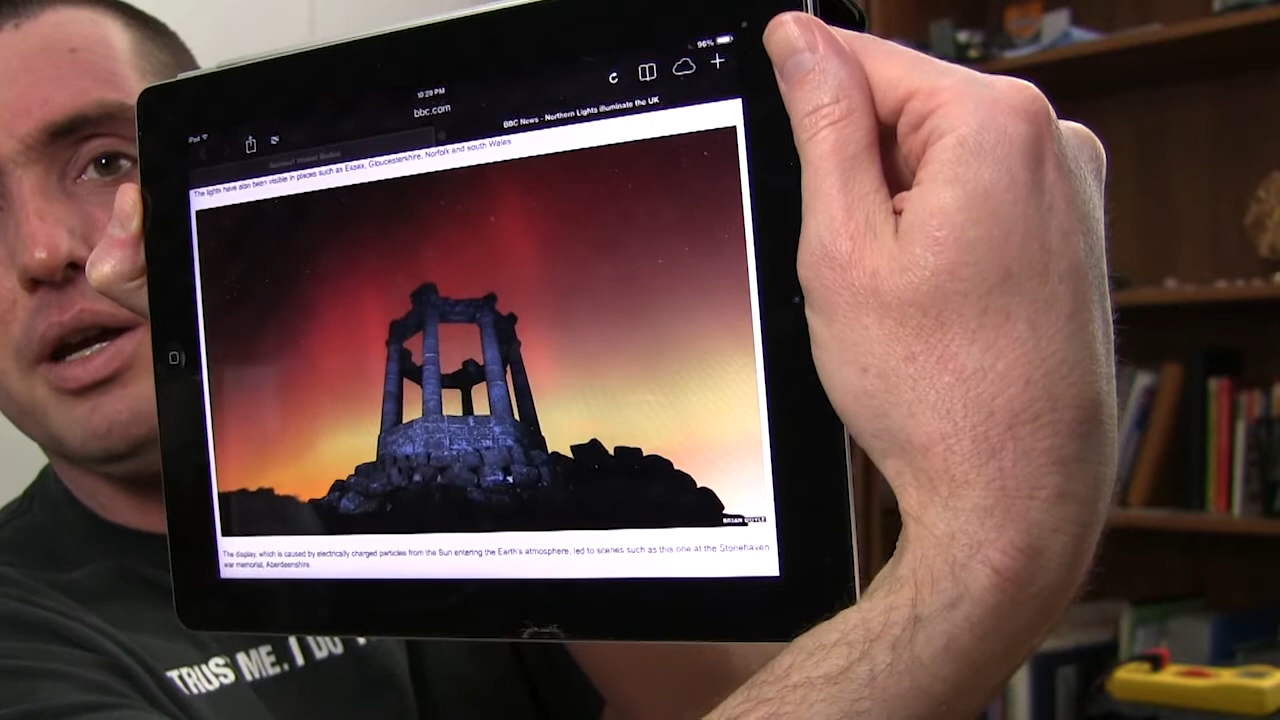 96%
10:29 PM
iPad
bbc.com
BBC News - Northern Lights illuminate the UK
The lights have also been visible in places such as Essex, Gloucestershire, Norfolk and south Wales
BRIAN DOYLE
The display, which is caused by electrically charged particles from the Sun entering the Earth's atmosphere, led to scenes such as this one at the Stonehaven
war memorial, Aberdeenshire.
TRUS ME. I DO